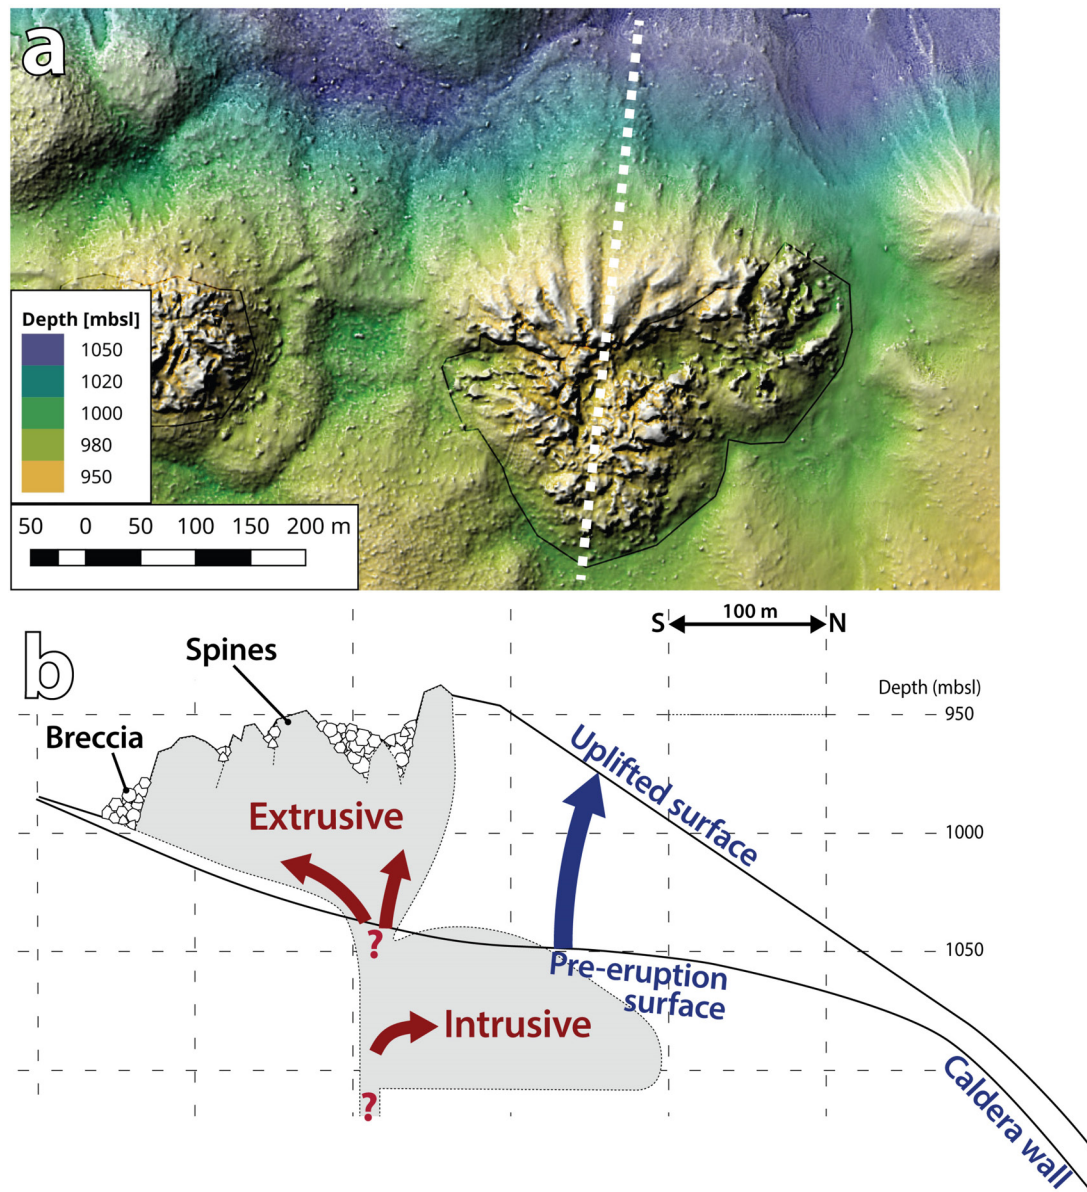 a
Depth [mbsl]
1050
1020
1000
980
950
50 0 50 100 150 200 m
b
S 100 m N
Spines
Depth (mbsl)
950
Breccia
Uplifted surface
Extrusive
1000
?
1050
Pre-eruption
surface
Intrusive
Caldera wall
?